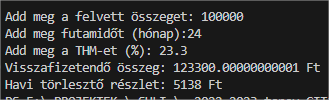 Add meg a felvett összeget: 100000
Add meg futamidőt (hónap):24
Add meg a THM-et (%): 23.3
Visszafizetendő összeg: 123300.00000000001 Ft
Havi törlesztő részlet: 5138 Ft